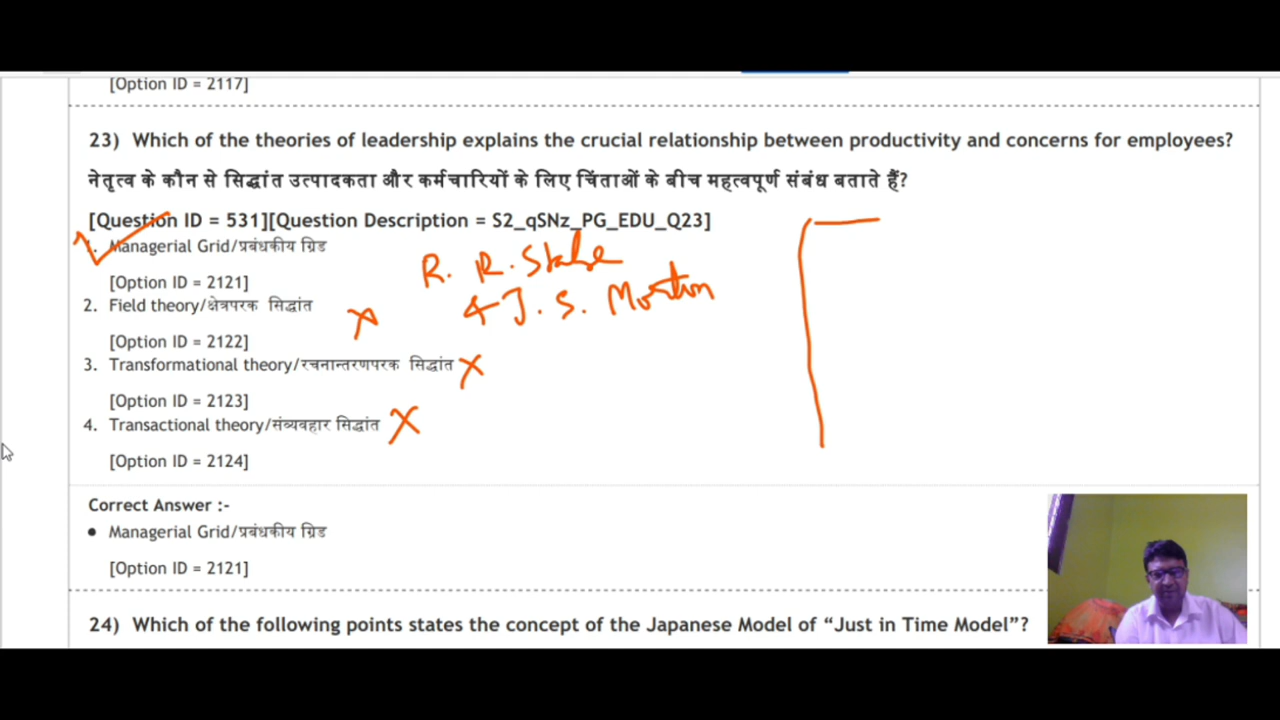 [Option ID = 2117]
23) Which of the theories of leadership explains the crucial relationship between productivity and concerns for employees?
नेतृत्व के कौन से सिद्धांत उत्पादकता और कर्मचारियों के लिए चिंताओं के बीच महत्वपूर्ण संबंध बताते हैं?
[Question ID = 531][Question Description = S2_qSNz_PG_EDU_Q23]
1. Managerial Grid/प्रबंधकीय ग्रिड
R. R. Stake
[Option ID = 2121]
& J. S. Morton
2. Field theory/क्षेत्रपरक सिद्धांत
[Option ID = 2122]
3. Transformational theory/रचनान्तरणपरक सिद्धांत
[Option ID = 2123]
4. Transactional theory/संव्यवहार सिद्धांत
[Option ID = 2124]
Correct Answer :-
• Managerial Grid/प्रबंधकीय ग्रिड
[Option ID = 2121]
24) Which of the following points states the concept of the Japanese Model of “Just in Time Model”?